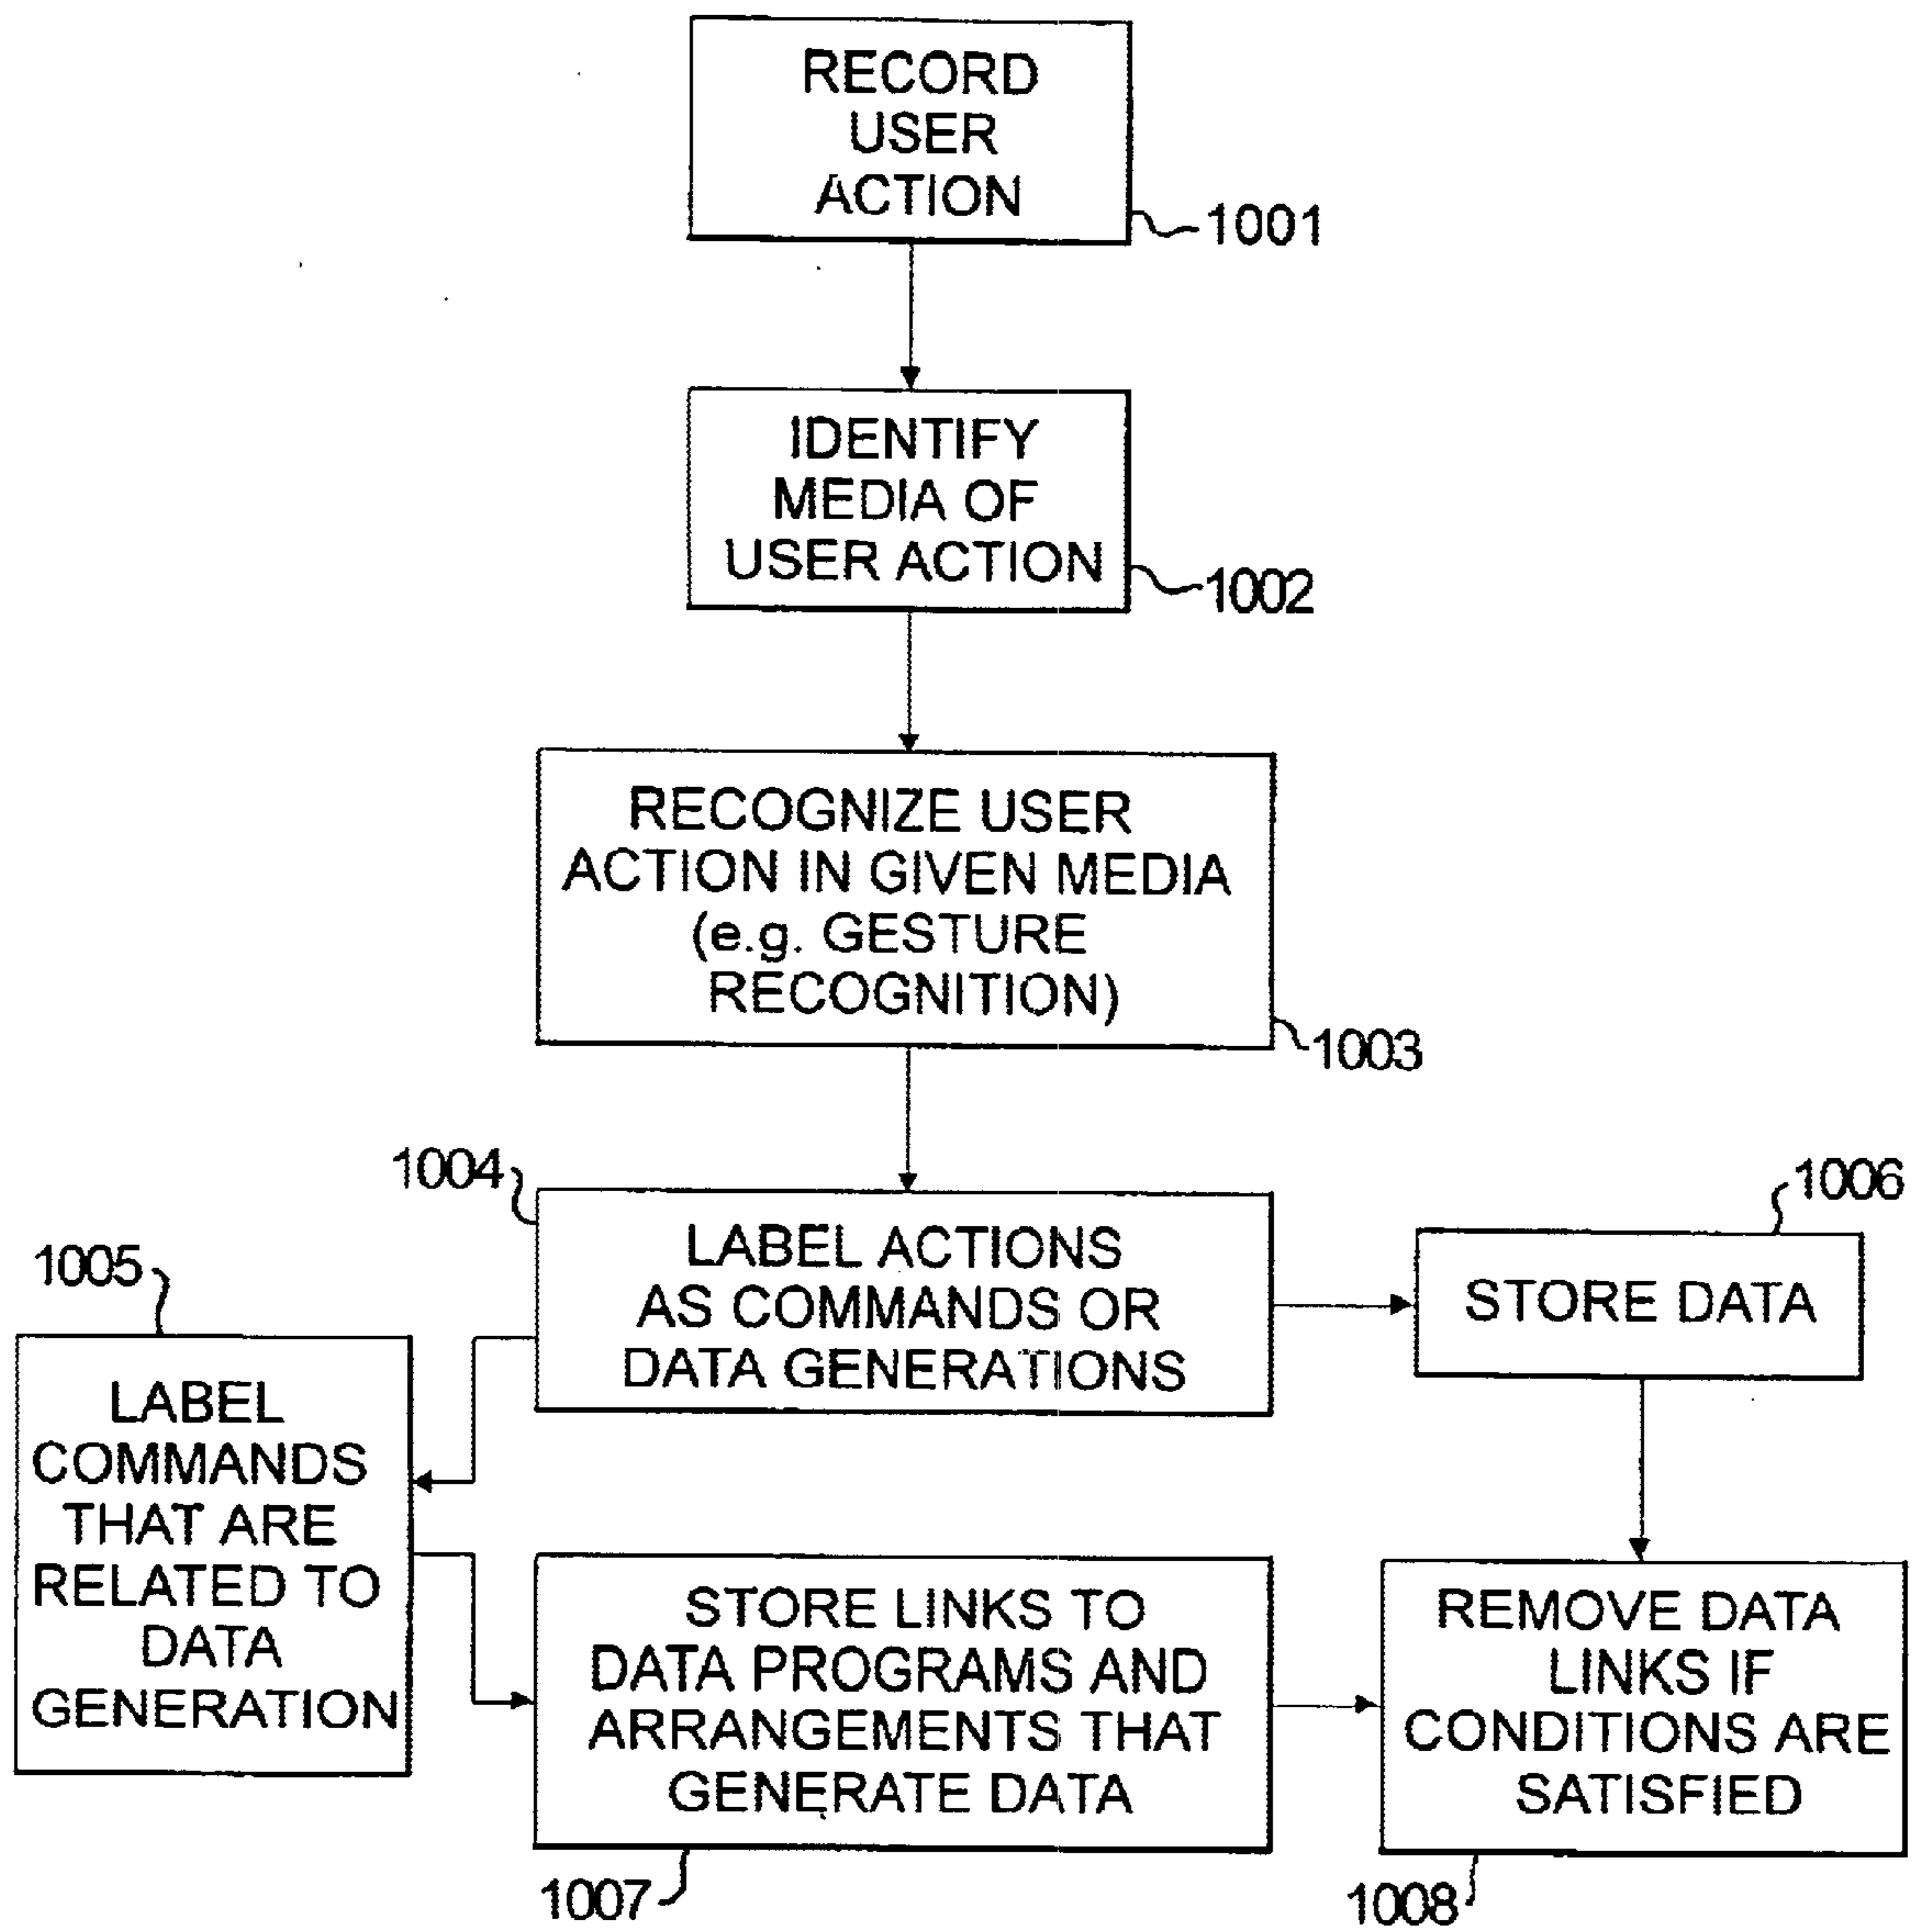 RECORD
USER
ACTION
1001
IDENTIFY
MEDIA OF
USER ACTION
1002
RECOGNIZE USER
ACTION IN GIVEN MEDIA
(e.g. GESTURE
RECOGNITION)
1003
1004
LABEL ACTIONS
AS COMMANDS OR
DATA GENERATIONS
1006
STORE DATA
1005
LABEL
COMMANDS
THAT ARE
RELATED TO
DATA
GENERATION
STORE LINKS TO
DATA PROGRAMS AND
ARRANGEMENTS THAT
GENERATE DATA
1007
REMOVE DATA
LINKS IF
CONDITIONS ARE
SATISFIED
1008